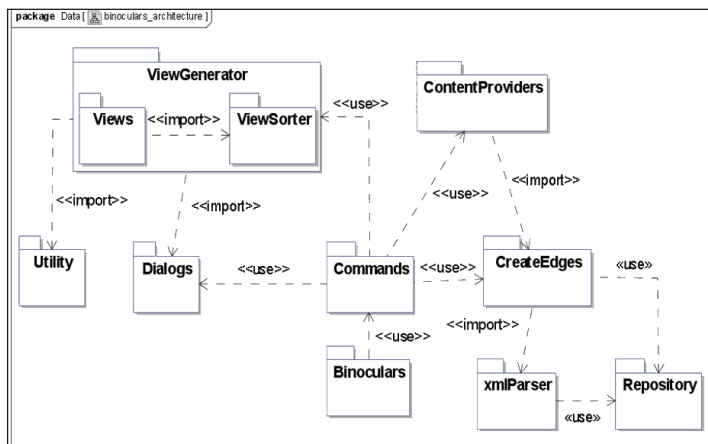 package Data [ binoculars_architecture ]
ViewGenerator
ContentProviders
<<use>>
Views
<<import>>
ViewSorter
<<import>>
<<import>>
<<use>>
<<import>>
Utility
Dialogs
<<use>>
Commands
<<use>>
CreateEdges
«use»
<<use>>
<<import>>
Binoculars
xmlParser
Repository
«use»